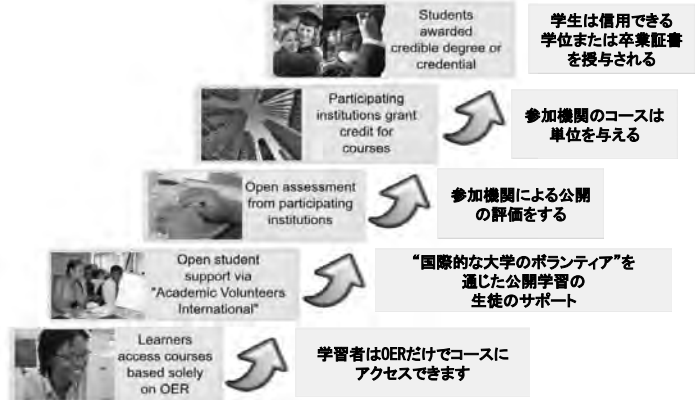 Students
awarded
credible degree or
credential
学生は信用できる
学位または卒業証書
を授与される
Participating
institutions grant
credit for
courses
参加機関のコースは
単位を与える
Open assessment
from participating
institutions
参加機関による公開
の評価をする
Open student
support via
"Academic Volunteers
International"
“国際的な大学のボランティア”を
通じた公開学習の
生徒のサポート
Learners
access courses
based solely
on OER
学習者はOERだけでコースに
アクセスできます